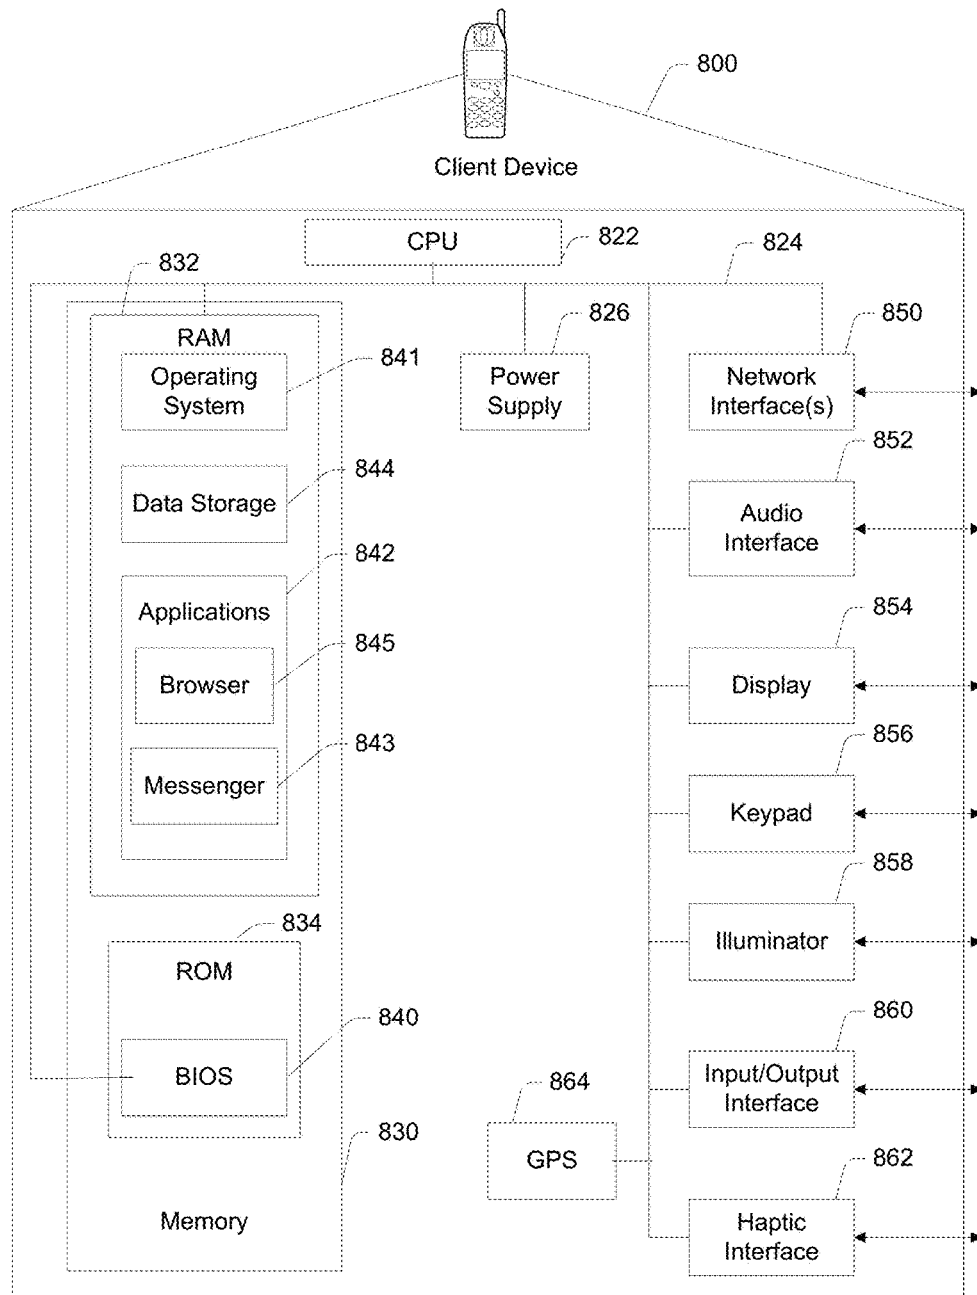 800
Client Device
CPU
822
824
832
RAM
826
850
841
Operating
System
Power
Supply
Network
Interface(s)
852
844
Data Storage
Audio
Interface
842
Applications
854
845
Browser
Display
843
856
Messenger
Keypad
858
834
Illuminator
ROM
840
860
BIOS
864
Input/Output
Interface
830
GPS
862
Memory
Haptic
Interface